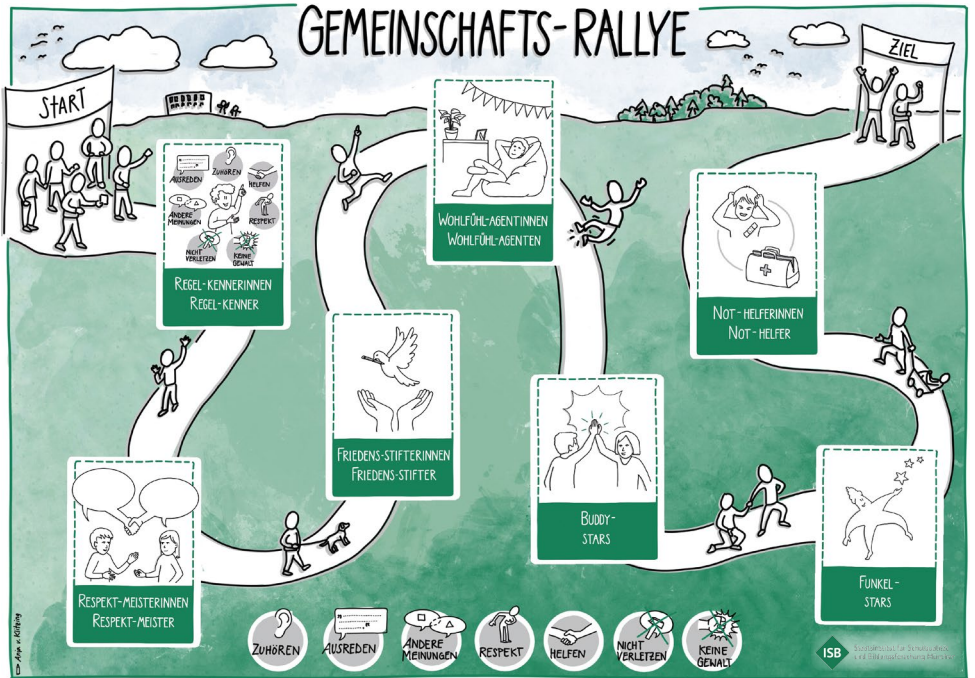 GEMEINSCHAFTS-RALLYE
START
ZIEL
AUSREDEN
ZUHÖREN
HELFEN
ANDERE
MEINUNGEN
RESPEKT
NICHT
VERLETZEN
KEINE
GEWALT
REGEL-KENNERINNEN
REGEL-KENNER
WOHLFÜHL-AGENTINNEN
WOHLFÜHL-AGENTEN
NOT-HELFERINNEN
NOT-HELFER
FRIEDENS-STIFTERINNEN
FRIEDENS-STIFTER
BUDDY-
STARS
FUNKEL-
STARS
RESPEKT-MEISTERINNEN
RESPEKT-MEISTER
ZUHÖREN
AUSREDEN
ANDERE
MEINUNGEN
RESPEKT
HELFEN
NICHT
VERLETZEN
KEINE
GEWALT
Anja v. Klitzing
ISB